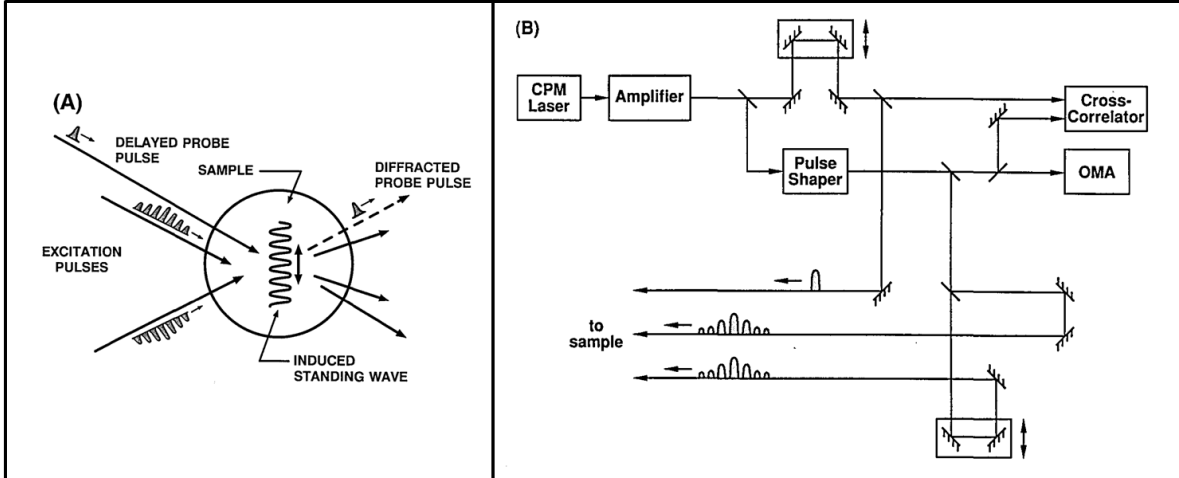 (A)
DELAYED PROBE
PULSE
SAMPLE
DIFFRACTED
PROBE PULSE
EXCITATION
PULSES
INDUCED
STANDING WAVE
(B)
CPM
Laser
Amplifier
Cross-
Correlator
Pulse
Shaper
OMA
to
sample